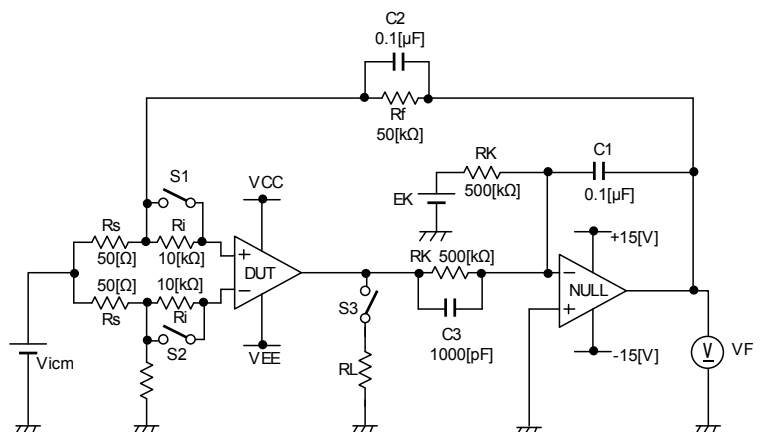 C2
0.1[µF]
Rf
50[kΩ]
S1
VCC
RK
500[kΩ]
EK
C1
0.1[µF]
Rs
50[Ω]
Ri
10[kΩ]
+
DUT
-
RK 500[kΩ]
+15[V]
-
NULL
+
50[Ω]
Rs
10[kΩ]
Ri
S2
VEE
S3
C3
1000[pF]
-15[V]
Vicm
RL
V
VF